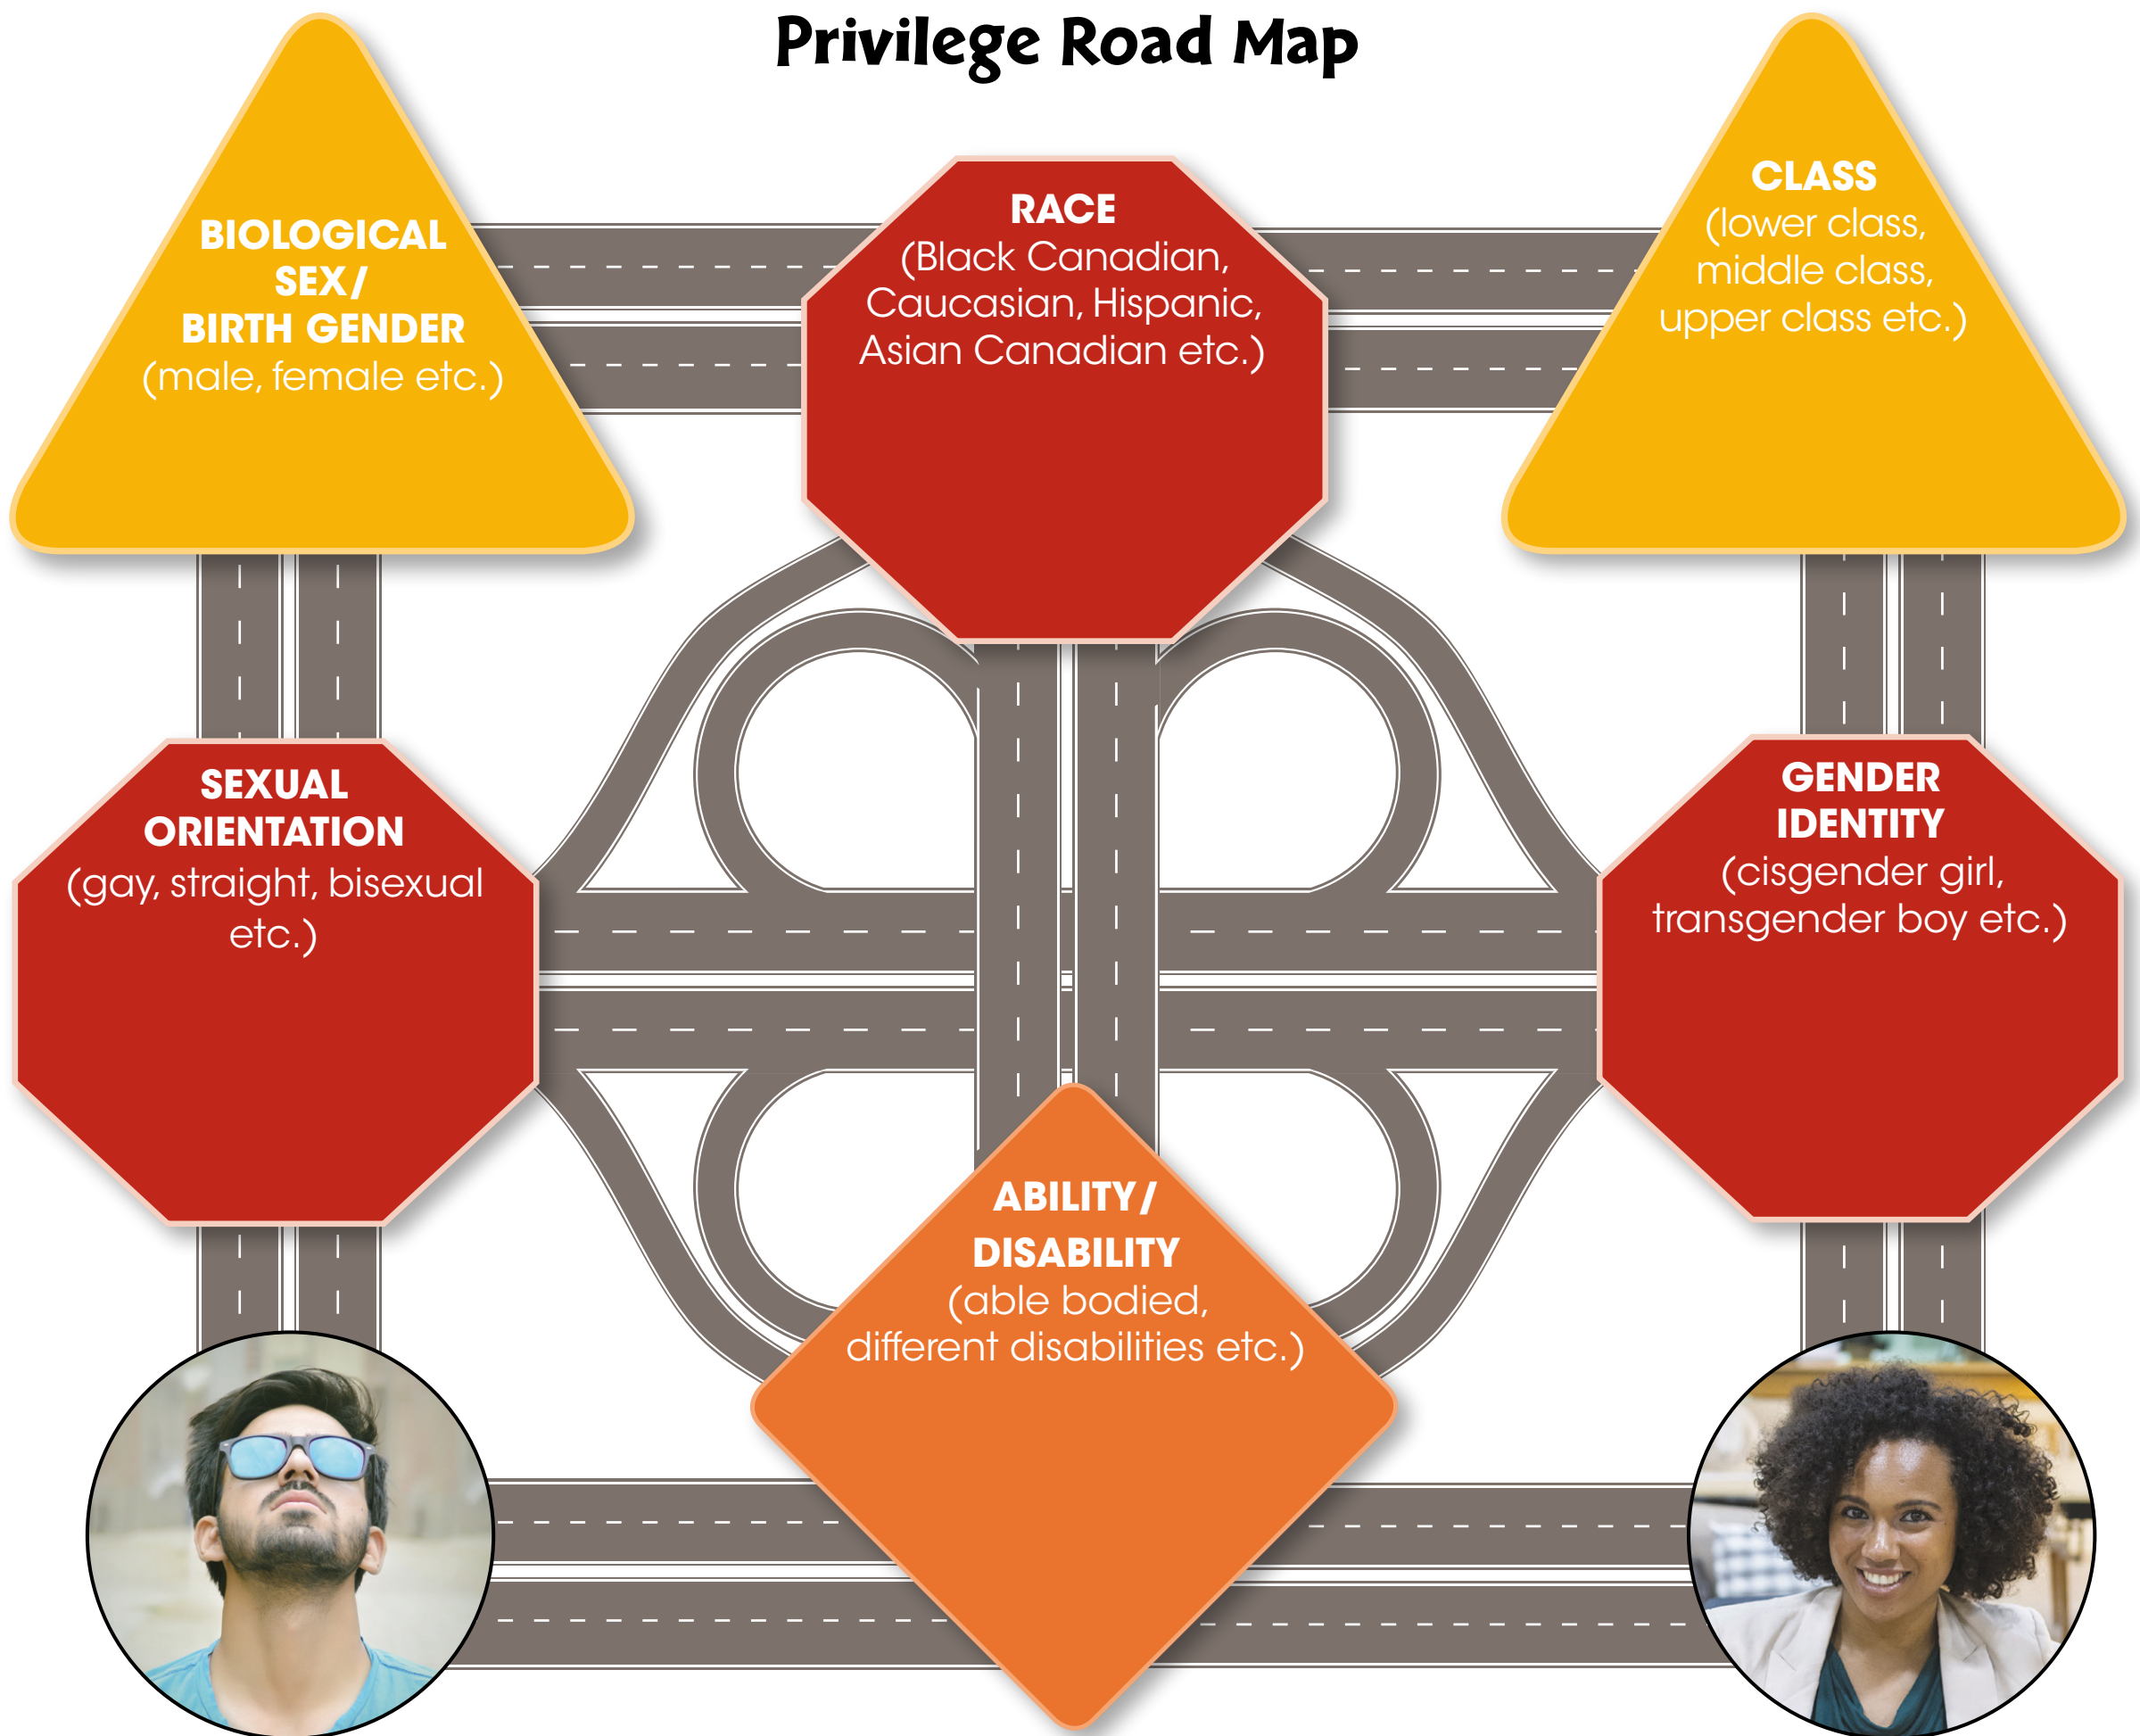 Privilege Road Map
BIOLOGICAL
SEX/
BIRTH GENDER
(male, female etc.)
RACE
(Black Canadian,
Caucasian, Hispanic,
Asian Canadian etc.)
CLASS
(lower class,
middle class,
upper class etc.)
SEXUAL
ORIENTATION
(gay, straight, bisexual
etc.)
GENDER
IDENTITY
(cisgender girl,
transgender boy etc.)
ABILITY/
DISABILITY
(able bodied,
different disabilities etc.)